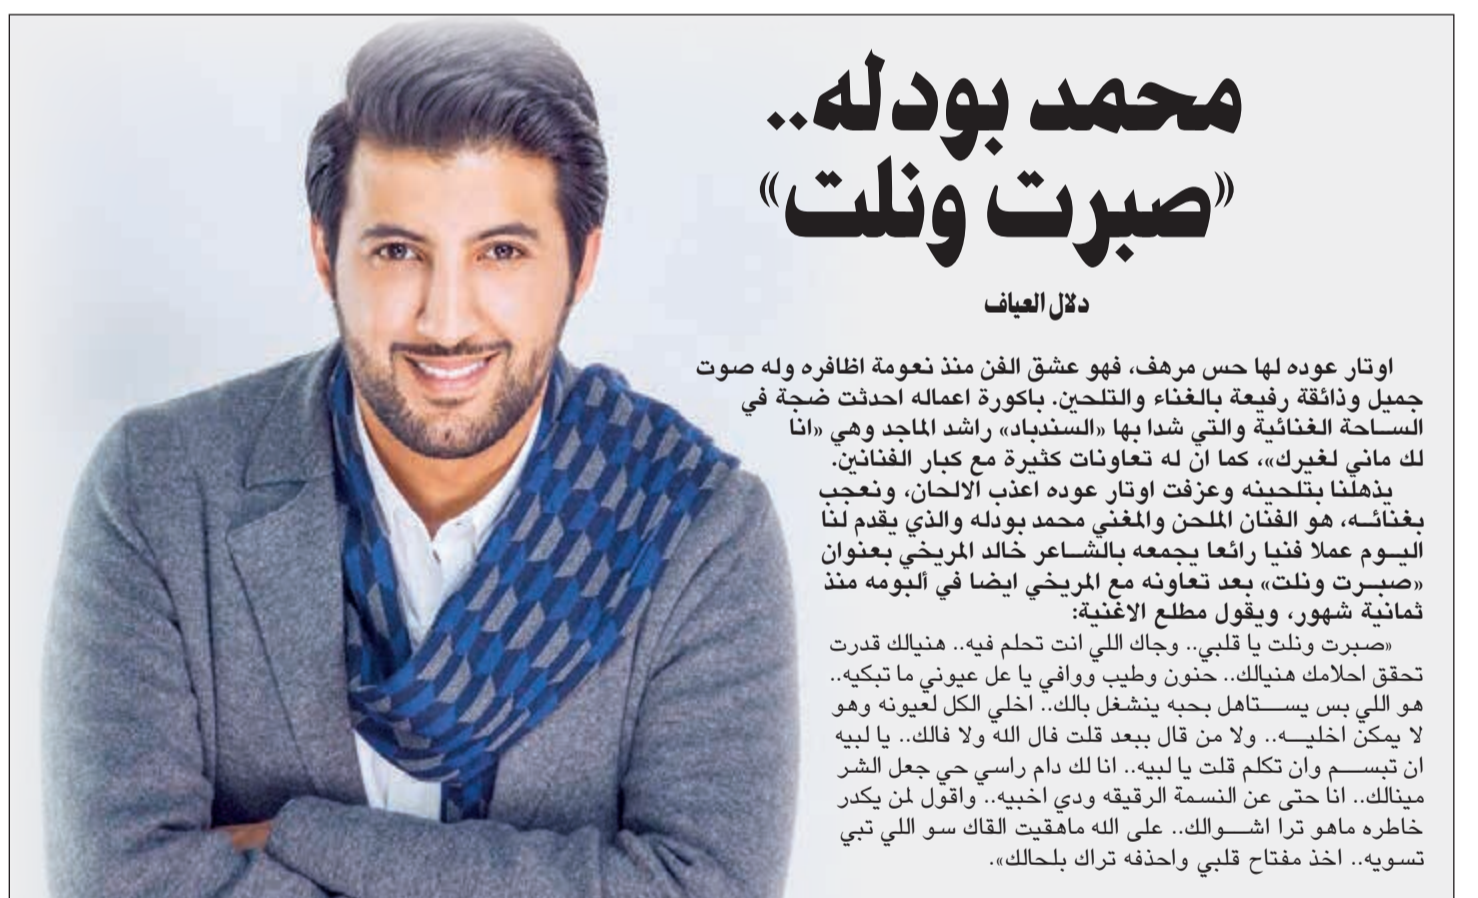 محمد بودله..
«صبرت ونلت»
دلال العياف
اوتار عوده لها حس مرهف، فهو عشق الفن منذ نعومة اظافره وله صوت
جميل وذائقة رفيعة بالغناء والتلحين. باكورة اعماله احدثت ضجة في
الساحة الغنائية والتي شدا بها «السندباد» راشد الماجد وهي «انا
لك ماني لغيرك»، كما ان له تعاونات كثيرة مع كبار الفنانين.
يذهلنا بتلحينه وعزفت اوتار عوده اعذب الالحان، ونعجب
بغنائه، هو الفنان الملحن والمغني محمد بودله والذي يقدم لنا
اليوم عملا فنيا رائعا يجمعه بالشاعر خالد المريخي بعنوان
«صبرت ونلت» بعد تعاونه مع المريخي ايضا في ألبومه منذ
ثمانية شهور، ويقول مطلع الاغنية:
«صبرت ونلت يا قلبي.. وجاك اللي انت تحلم فيه.. هنيالك قدرت
تحقق احلامك هنيالك.. حنون وطيب ووافي يا عل عيوني ما تبكيه..
هو اللي بس يستاهل بحبه ينشغل بالك.. اخلي الكل لعيونه وهو
لا يمكن اخليه.. ولا من قال ببعد قلت فال الله ولا فالك.. يا لبيه
ان تبسم وان تكلم قلت يا لبيه.. انا لك دام راسي حي جعل الشر
مينالك.. انا حتى عن النسمة الرقيقه ودي اخبيه.. واقول لمن يكدر
خاطره ماهو ترا اشوالك.. على الله ماهقيت القاك سو اللي تبي
تسويه.. اخذ مفتاح قلبي واحذفه تراك بلحالك».